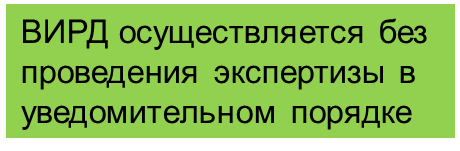 ВИРД осуществляется без
проведения экспертизы в
уведомительном порядке